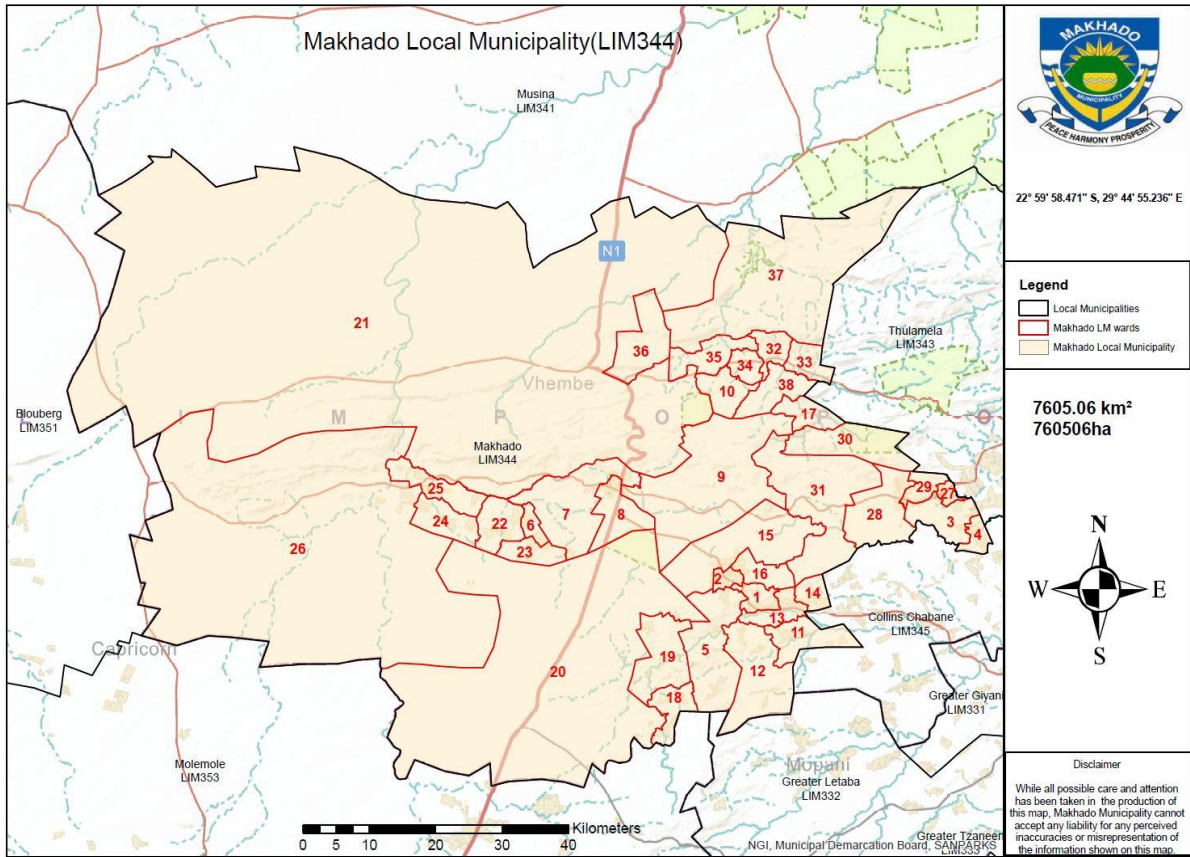 Makhado Local Municipality(LIM344)
Musina
LIM341
N1
37
21
36
35
34
32
33
Thulamela
LIM343
Vhembe
10
38
Blouberg
LIM351
L I M P O P O
17
Makhado
LIM344
30
9
31
25
29
27
24
22
6
7
8
28
3
4
26
23
15
16
2
1
14
13
11
Collins Chabane
LIM345
Capricorn
20
19
5
12
18
Greater Giyani
LIM331
Molemole
LIM353
Mopani
Greater Letaba
LIM332
Kilometers
0 5 10 20 30 40
Greater Tzaneen
LIM333
NGI, Municipal Demarcation Board, SANPARKS
MAKHADO
MUNICIPALITY
PEACE HARMONY PROSPERITY
22° 59' 58.471" S, 29° 44' 55.236" E
Legend
Local Municipalities
Makhado LM wards
Makhado Local Municipality
7605.06 km²
760506ha
N
W E
S
Disclaimer
While all possible care and attention
has been taken in the production of
this map, Makhado Municipality cannot
accept any liability for any perceived
inaccuracies or misrepresentation of
the information shown on this map.